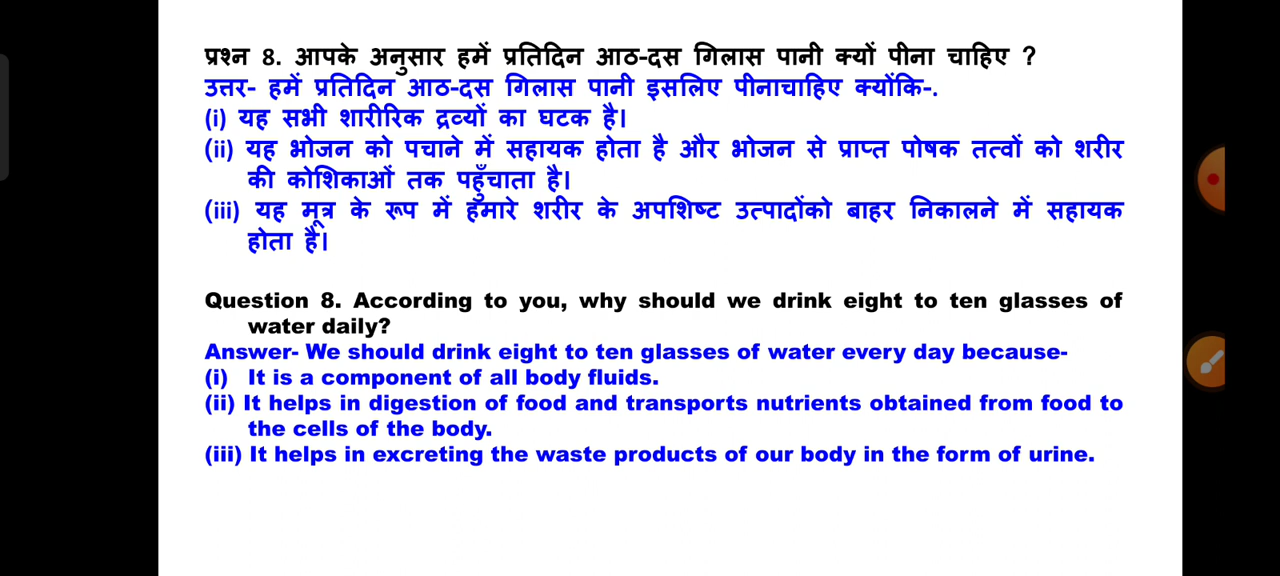 प्रश्न 8. आपके अनुसार हमें प्रतिदिन आठ-दस गिलास पानी क्यों पीना चाहिए ?
उत्तर- हमें प्रतिदिन आठ-दस गिलास पानी इसलिए पीनाचाहिए क्योंकि-.
(i) यह सभी शारीरिक द्रव्यों का घटक है।
(ii) यह भोजन को पचाने में सहायक होता है और भोजन से प्राप्त पोषक तत्वों को शरीर
की कोशिकाओं तक पहुँचाता है।
(iii) यह मूत्र के रूप में हमारे शरीर के अपशिष्ट उत्पादोंको बाहर निकालने में सहायक
होता है।
Question 8. According to you, why should we drink eight to ten glasses of
water daily?
Answer- We should drink eight to ten glasses of water every day because-
(i) It is a component of all body fluids.
(ii) It helps in digestion of food and transports nutrients obtained from food to
the cells of the body.
(iii) It helps in excreting the waste products of our body in the form of urine.